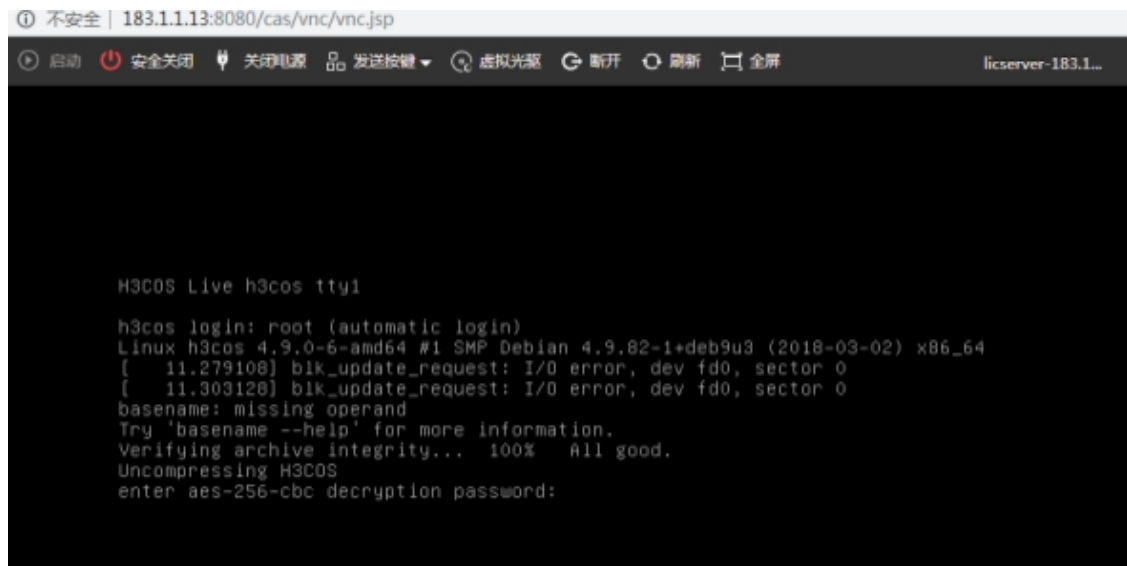 不安全 | 183.1.1.13:8080/cas/vnc/vnc.jsp
启动 安全关闭 关闭电源 发送按键 虚拟光驱 断开 刷新 全屏 licserver-183.1...
H3COS Live h3cos tty1
h3cos login: root (automatic login)
Linux h3cos 4.9.0-6-amd64 #1 SMP Debian 4.9.82-1+deb9u3 (2018-03-02) x86_64
[   11.279108] blk_update_request: I/O error, dev fd0, sector 0
[   11.303128] blk_update_request: I/O error, dev fd0, sector 0
basename: missing operand
Try 'basename --help' for more information.
Verifying archive integrity...  100%   All good.
Uncompressing H3COS
enter aes-256-cbc decryption password: